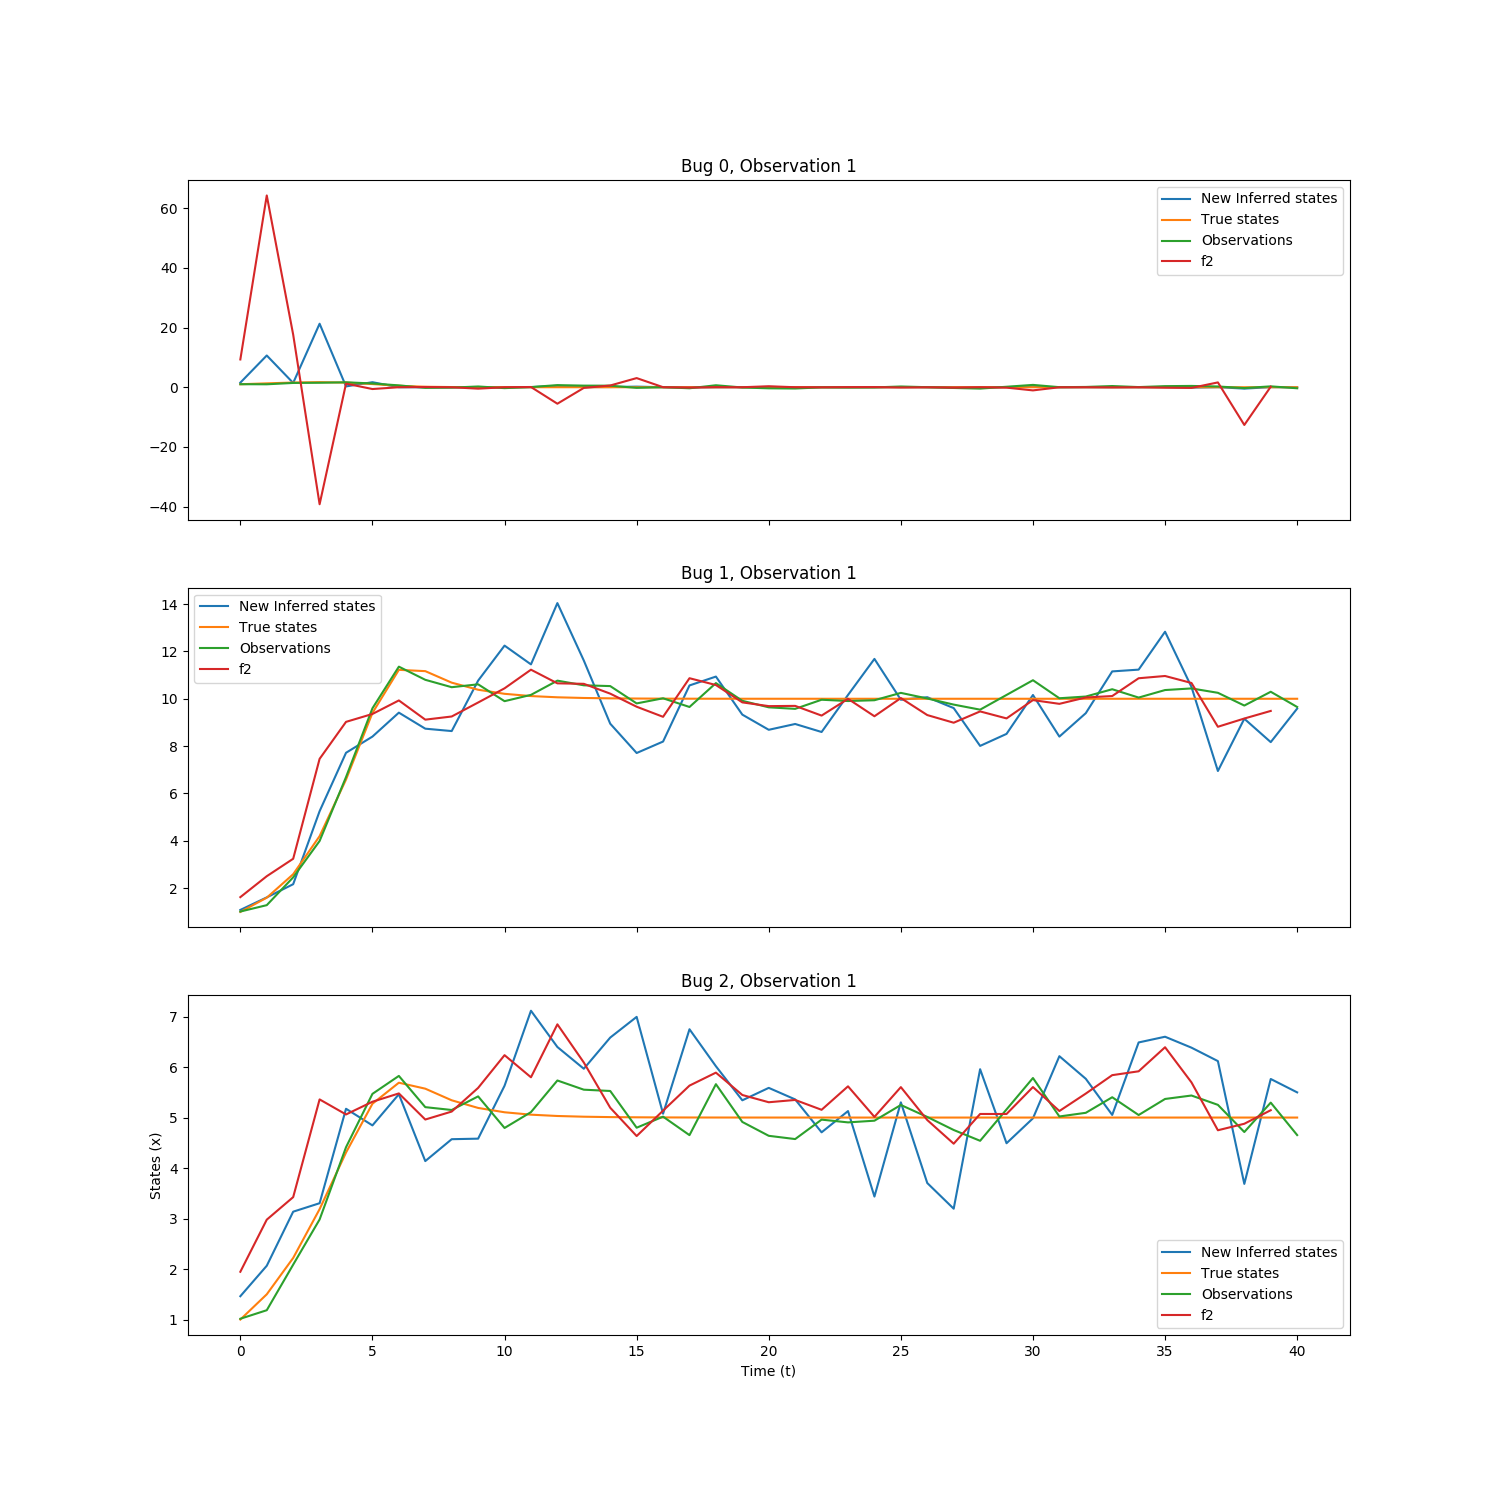 Bug 0, Observation 1
60
40
20
0
−20
−40
New Inferred states
True states
Observations
f2
Bug 1, Observation 1
14
12
10
8
6
4
2
New Inferred states
True states
Observations
f2
Bug 2, Observation 1
States (x)
7
6
5
4
3
2
1
New Inferred states
True states
Observations
f2
0 5 10 15 20 25 30 35 40
Time (t)